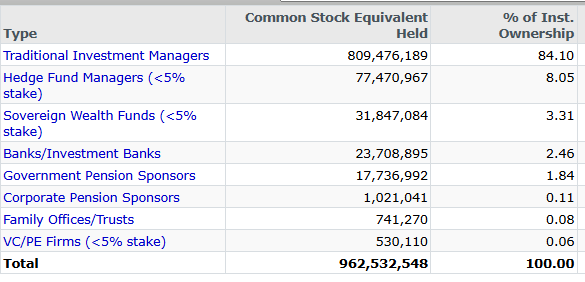 Type Common Stock Equivalent Held % of Inst. Ownership
Traditional Investment Managers 809,476,189 84.10
Hedge Fund Managers (<5% stake) 77,470,967 8.05
Sovereign Wealth Funds (<5% stake) 31,847,084 3.31
Banks/Investment Banks 23,708,895 2.46
Government Pension Sponsors 17,736,992 1.84
Corporate Pension Sponsors 1,021,041 0.11
Family Offices/Trusts 741,270 0.08
VC/PE Firms (<5% stake) 530,110 0.06
Total 962,532,548 100.00